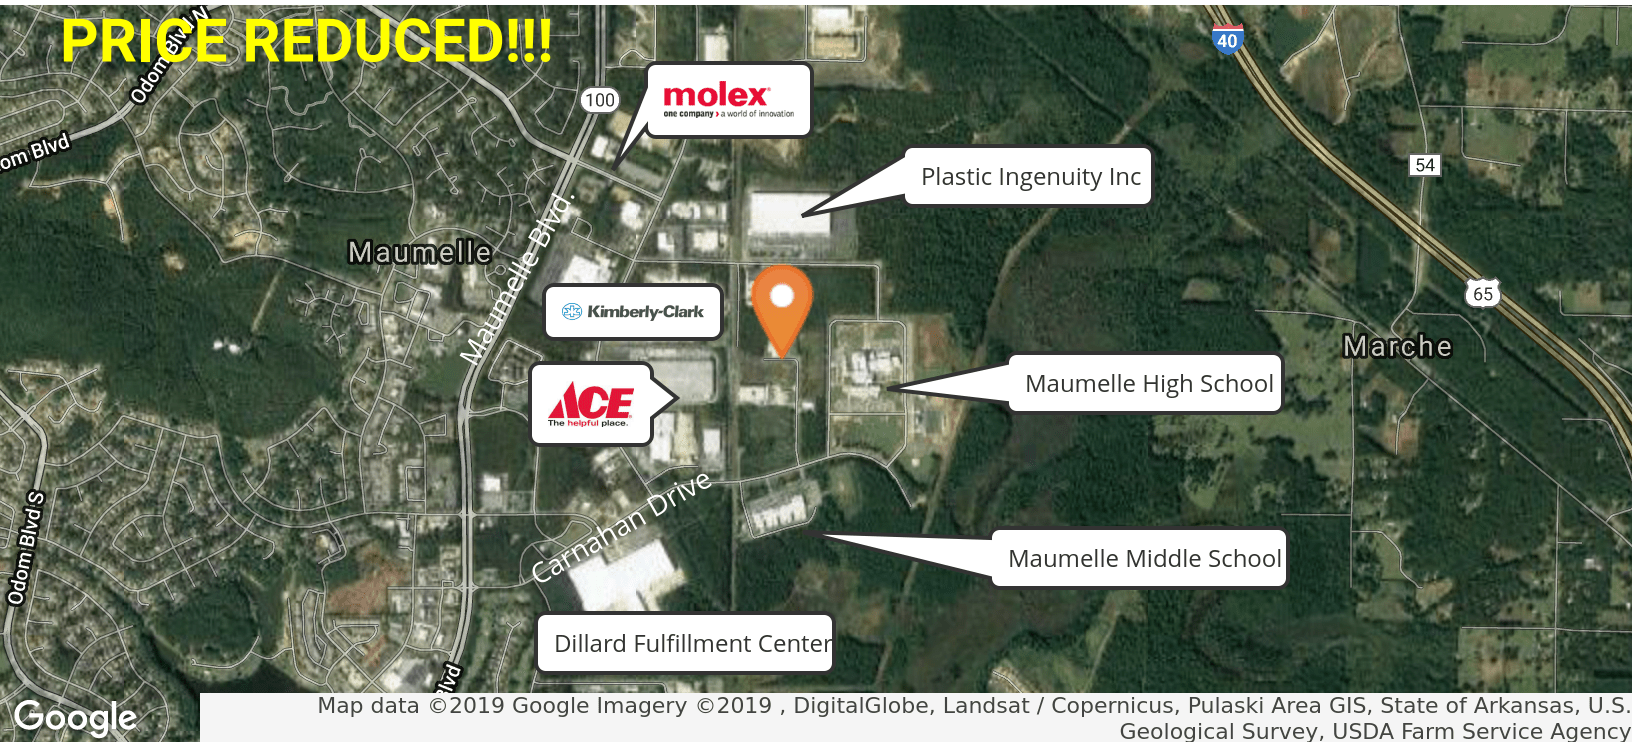 PRICE REDUCED!!!
Odom Blvd N
40
100
molex
one company › a world of innovation
om Blvd
54
Plastic Ingenuity Inc
Maumelle
Maumelle Blvd.
65
Kimberly-Clark
Marche
ACE
The helpful place.
Maumelle High School
Carnahan Drive
Odom Blvd S
Maumelle Middle School
Dillard Fulfillment Center
Blvd
Google
Map data ©2019 Google Imagery ©2019 , DigitalGlobe, Landsat / Copernicus, Pulaski Area GIS, State of Arkansas, U.S.
Geological Survey, USDA Farm Service Agency